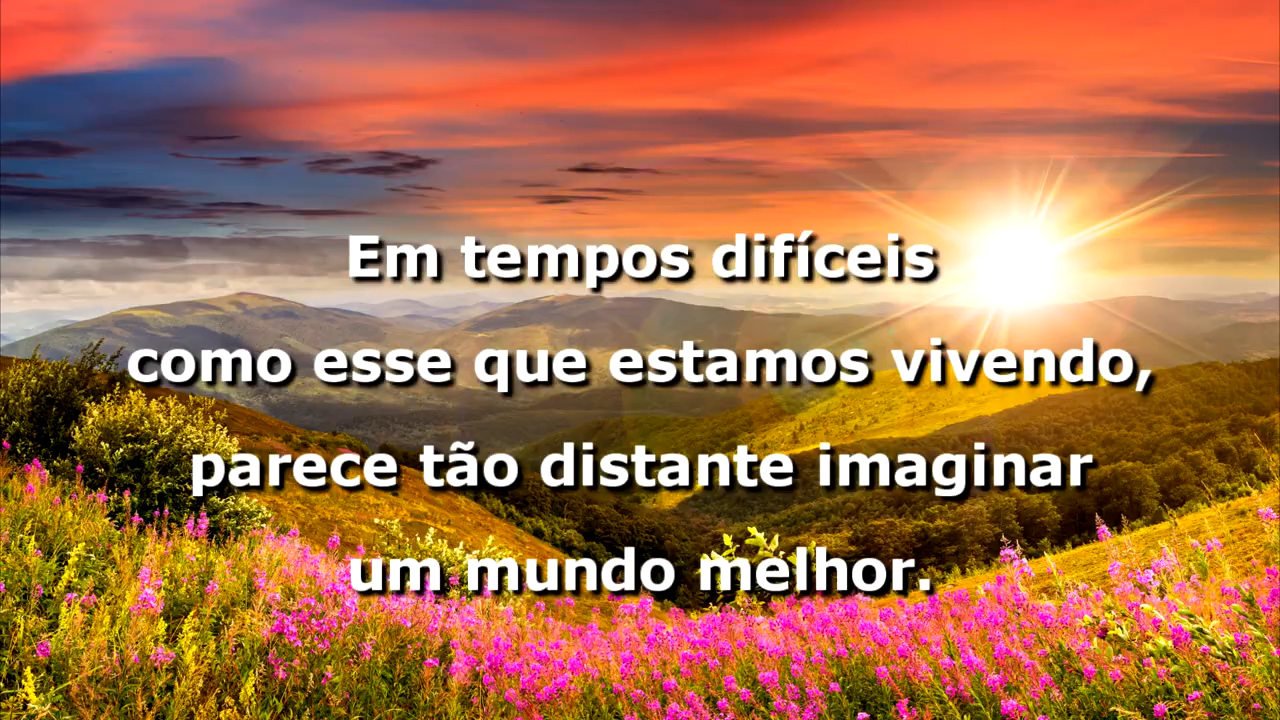 Em tempos difíceis
como esse que estamos vivendo,
parece tão distante imaginar
um mundo melhor.